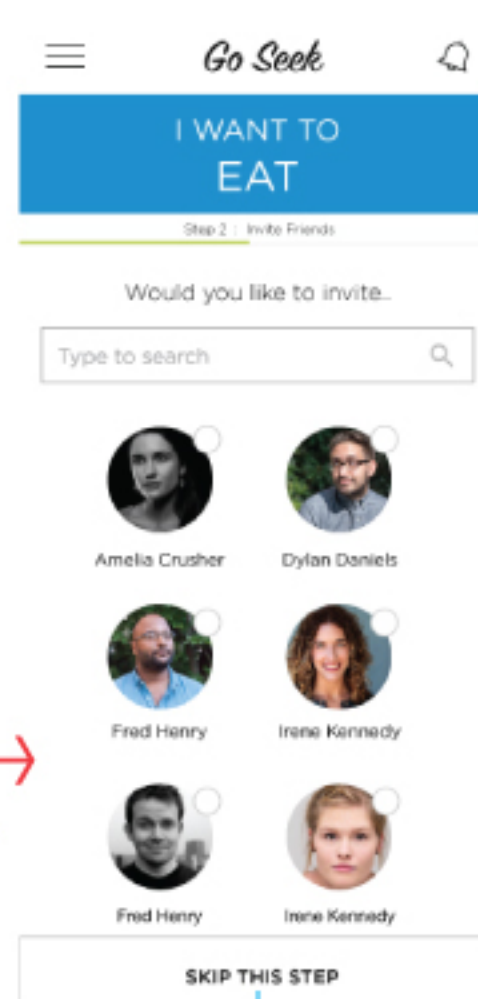 Go Seek
I WANT TO
EAT
Step 2 : Invite Friends
Would you like to invite..
Type to search
Amelia Crusher Dylan Daniels
Fred Henry Irene Kennedy
Fred Henry Irene Kennedy
SKIP THIS STEP